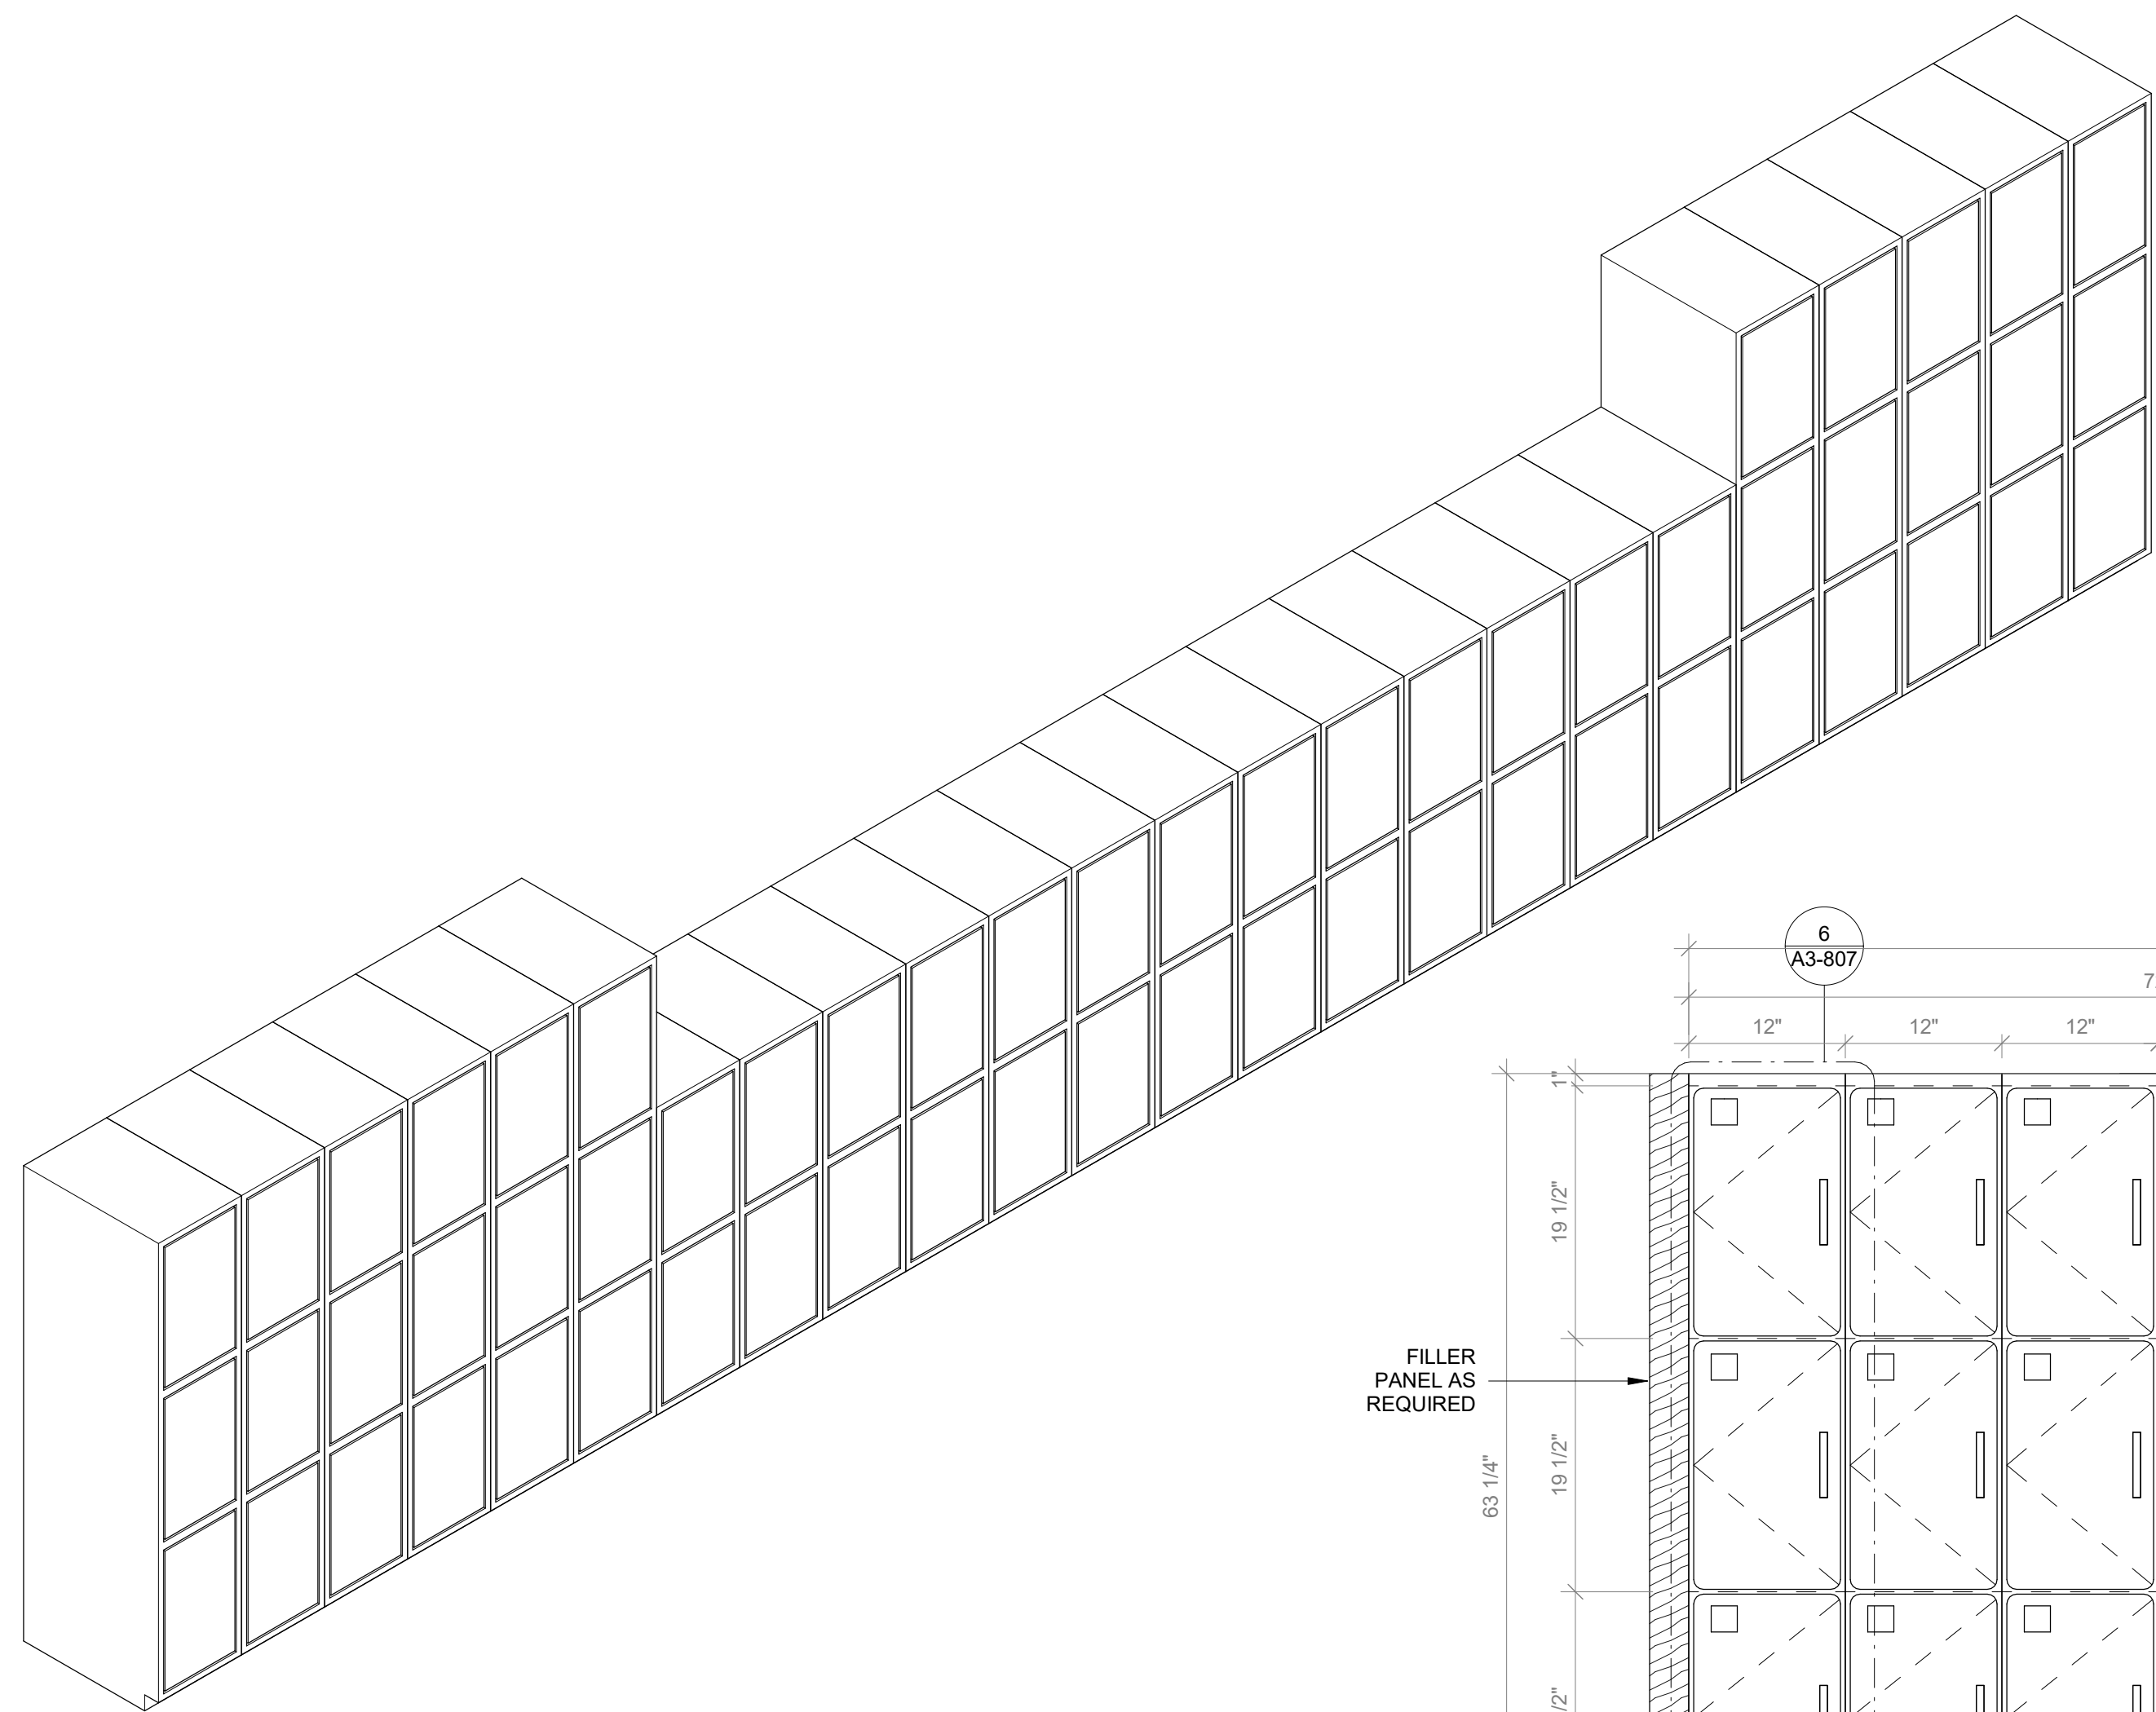 6
A3-807
12"
12"
12"
1"
19 1/2"
FILLER
PANEL AS
REQUIRED
19 1/2"
63 1/4"